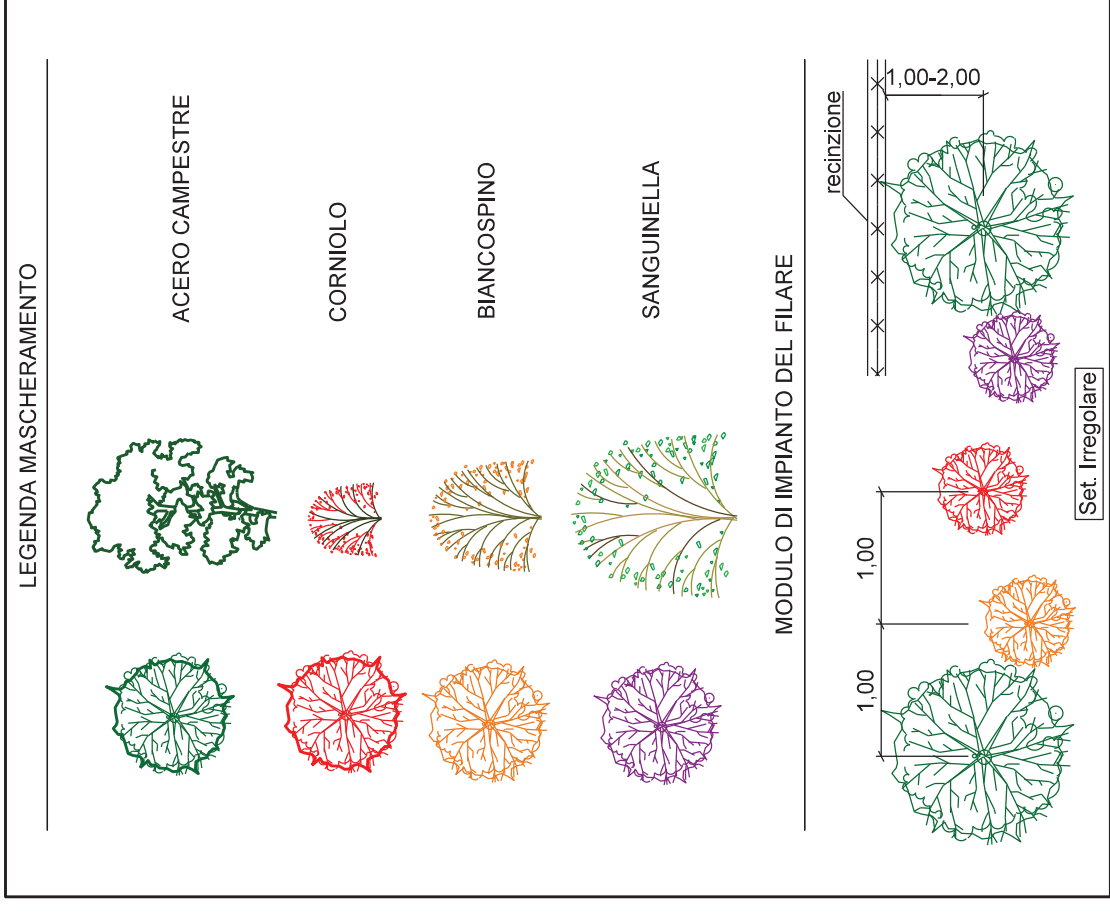 LEGENDA MASCHERAMENTO
ACERO CAMPESTRE
CORNIOLO
BIANCOSPINO
SANGUINELLA
MODULO DI IMPIANTO DEL FILARE
recinzione
1,00-2,00
1,00
1,00
Set. Irregolare